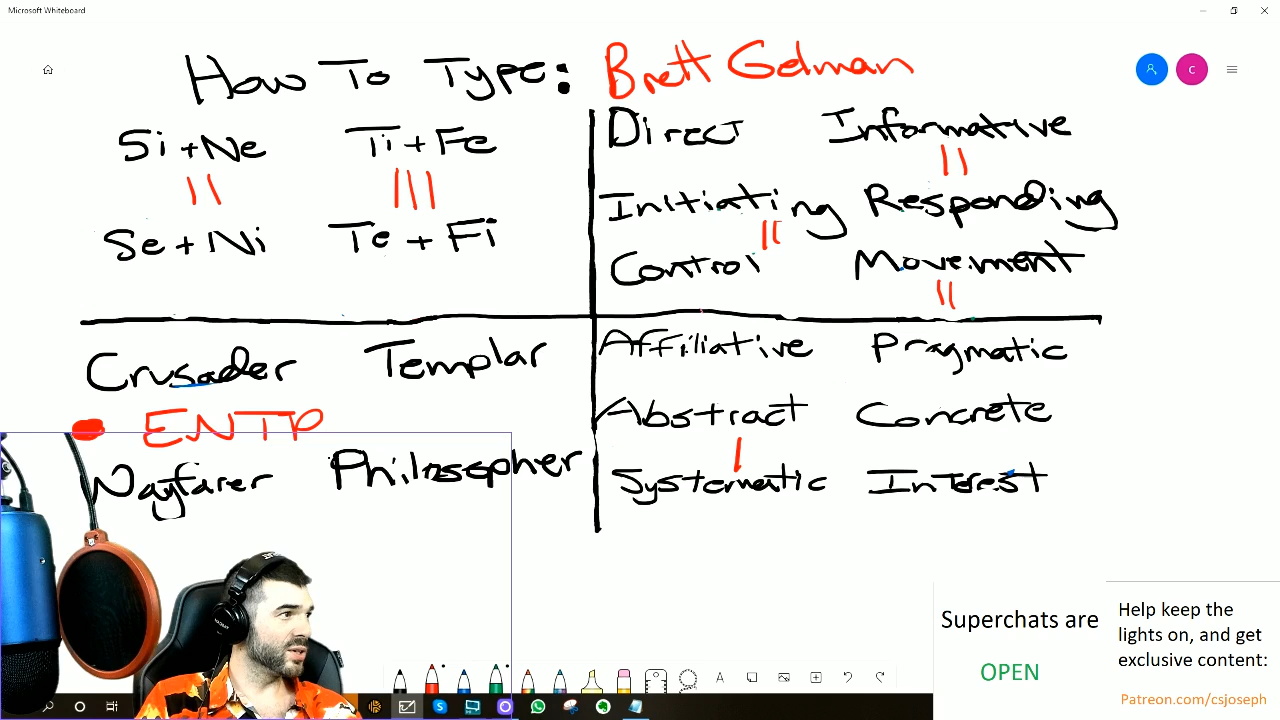 Microsoft Whiteboard
How To Type: Brett Gelman
Si + Ne Ti + Fe
Se + Ni Te + Fi
Direct Informative
Initiating Responding
Control Movement
Crusader Templar
ENTP
Wayfarer Philosopher
Affiliative Pragmatic
Abstract Concrete
Systematic Interest
C
Superchats are
OPEN
Help keep the
lights on, and get
exclusive content:
Patreon.com/csjoseph